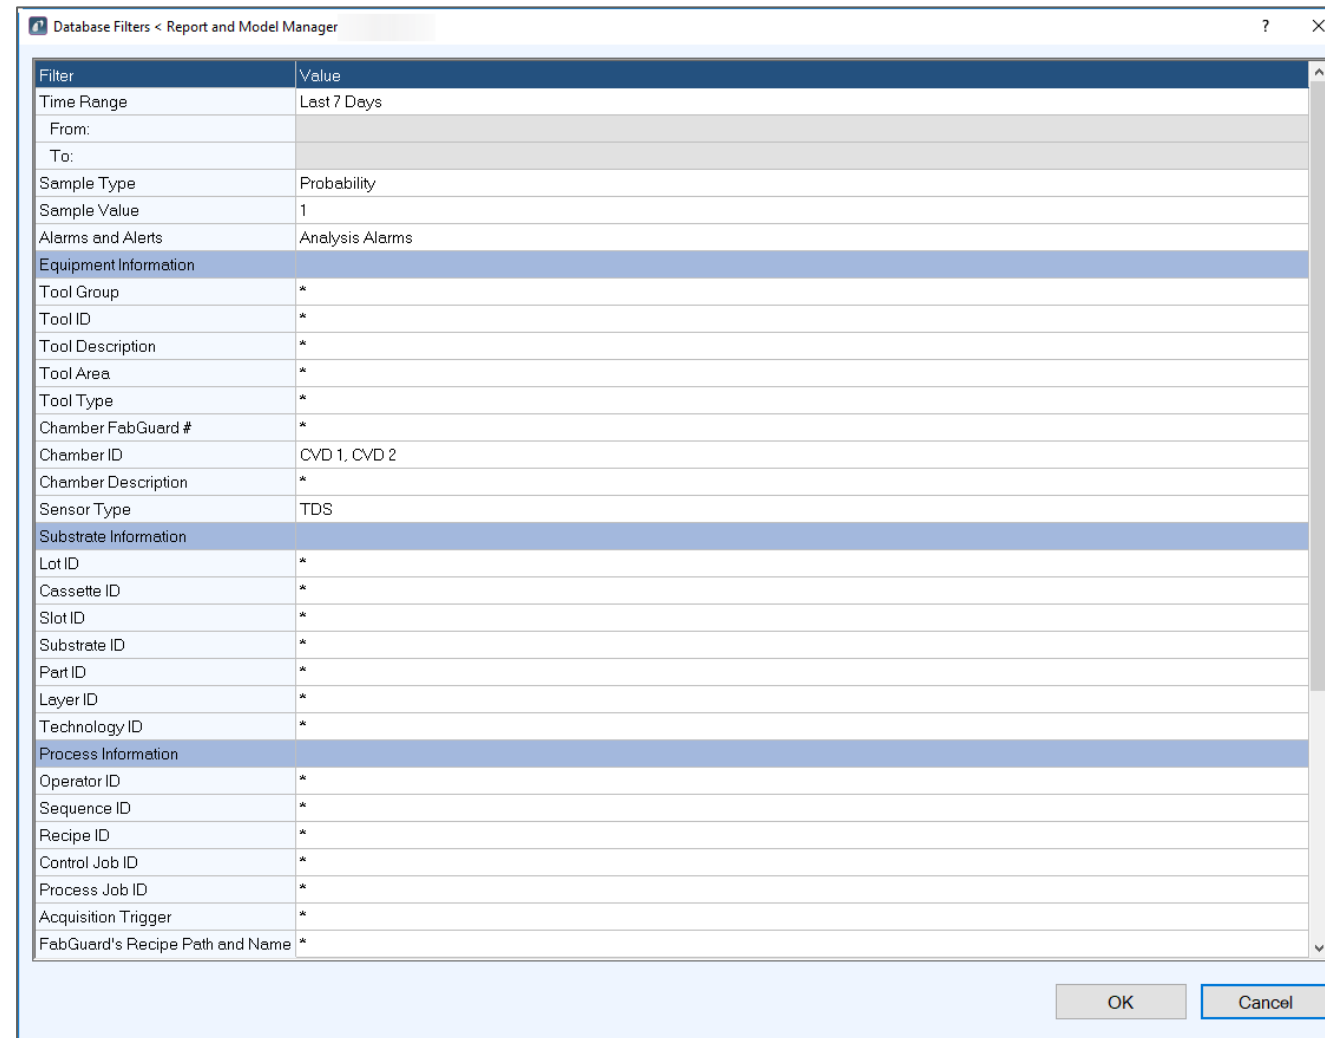 Database Filters < Report and Model Manager ?
Filter Value
Time Range Last 7 Days
From:
To:
Sample Type Probability
Sample Value 1
Alarms and Alerts Analysis Alarms
Equipment Information
Tool Group *
Tool ID *
Tool Description *
Tool Area *
Tool Type *
Chamber FabGuard # *
Chamber ID CVD 1, CVD 2
Chamber Description *
Sensor Type TDS
Substrate Information
Lot ID *
Cassette ID *
Slot ID *
Substrate ID *
Part ID *
Layer ID *
Technology ID *
Process Information
Operator ID *
Sequence ID *
Recipe ID *
Control Job ID *
Process Job ID *
Acquisition Trigger *
FabGuard's Recipe Path and Name *
OK Cancel